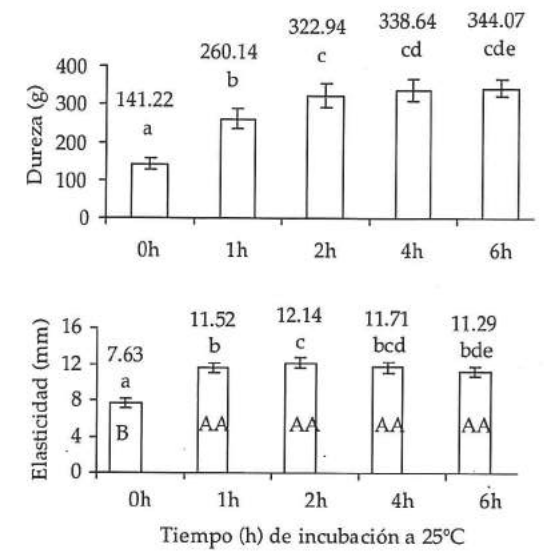 322.94 338.64 344.07
260.14 c cd cde
400 b
141.22
300 a
200
100
0
Dureza (g)
0h 1h 2h 4h 6h
11.52 12.14 11.71 11.29
16 b c bcd bde
7.63
12 a
8
4 B AA AA AA AA
0
Elasticidad (mm)
0h 1h 2h 4h 6h
Tiempo (h) de incubación a 25ºC